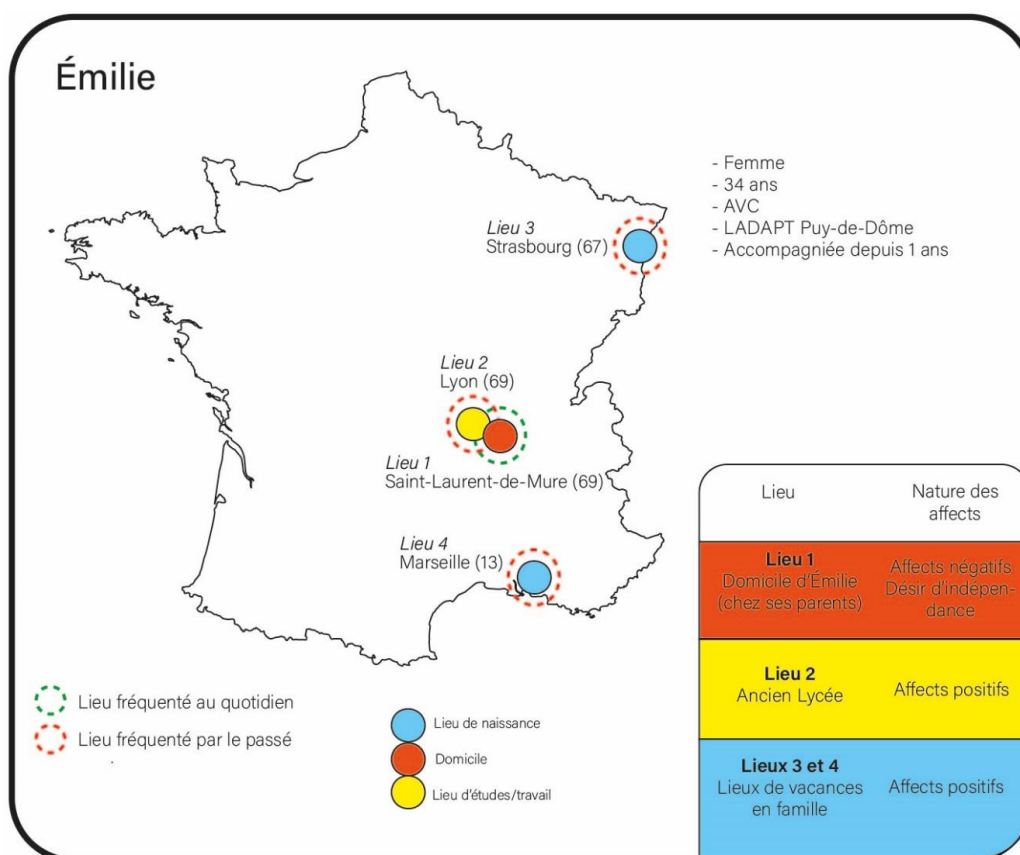 Émilie
- Femme
- 34 ans
- AVC
- LADAPT Puy-de-Dôme
- Accompagniée depuis 1 ans
Lieu 3
Strasbourg (67)
Lieu 2
Lyon (69)
Lieu 1
Saint-Laurent-de-Mure (69)
Lieu 4
Marseille (13)
Lieu fréquenté au quotidien
Lieu fréquenté par le passé
Lieu de naissance
Domicile
Lieu d'études/travail
Lieu
Nature des
affects
Lieu 1
Domicile d'Émilie
(chez ses parents)
Affects négatifs
Désir d'indépen-
dance
Lieu 2
Ancien Lycée
Affects positifs
Lieux 3 et 4
Lieux de vacances
en famille
Affects positifs